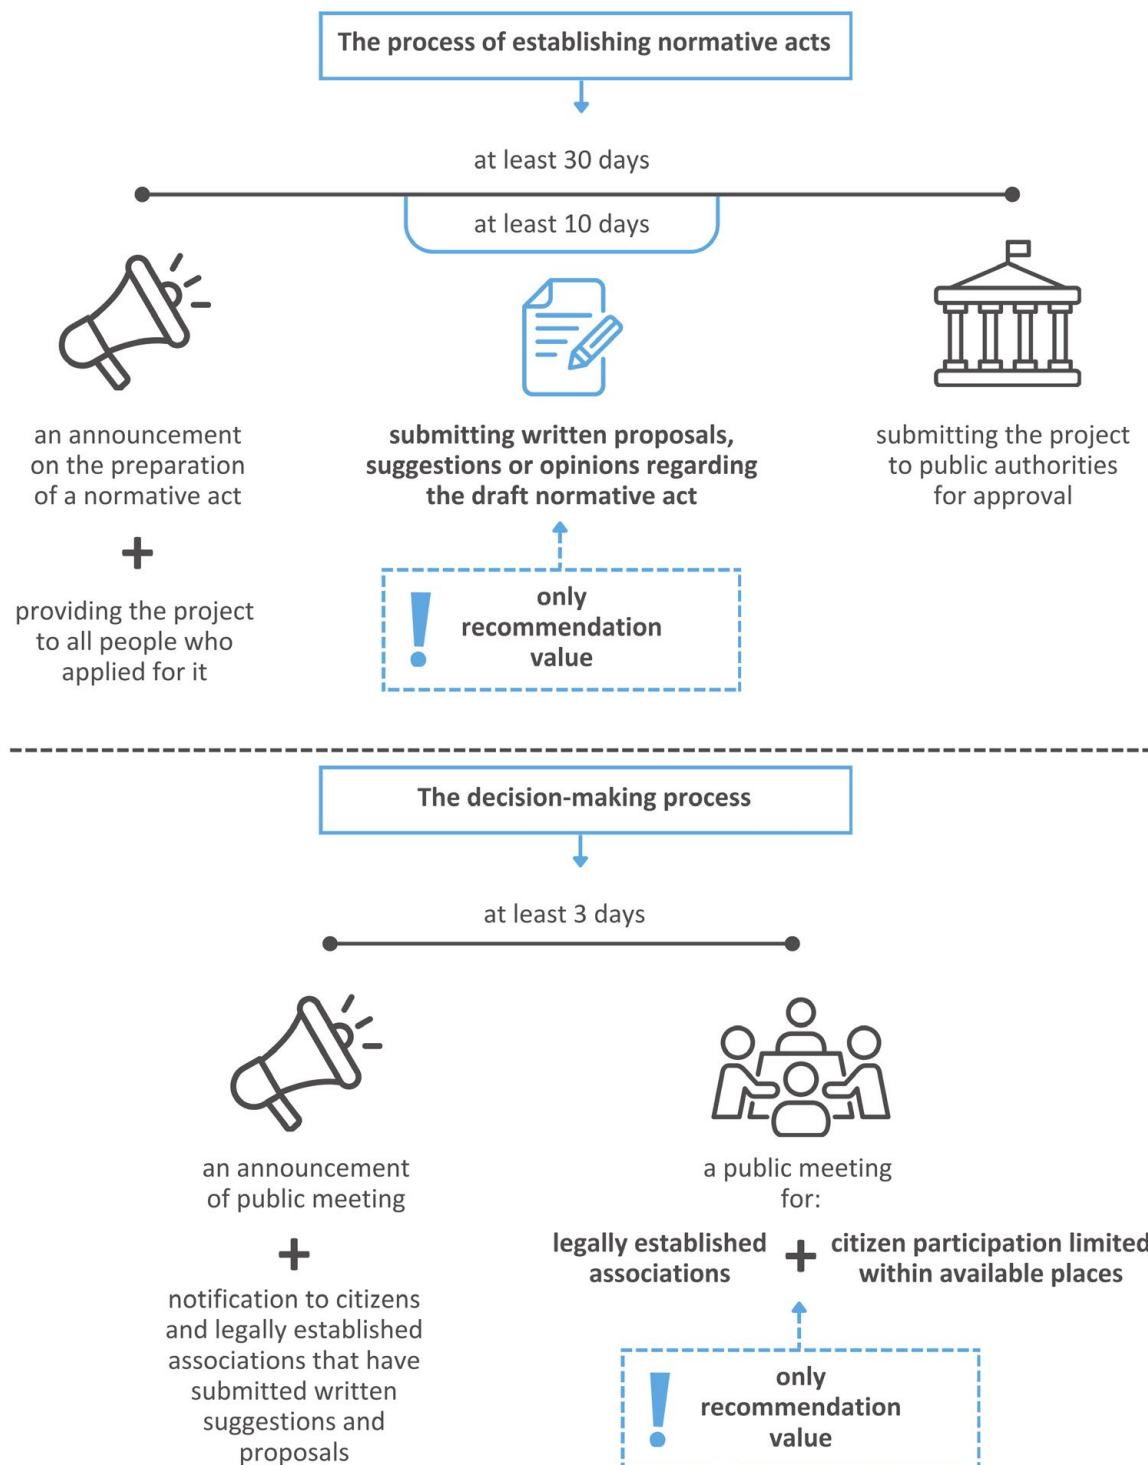 The process of establishing normative acts
at least 30 days
at least 10 days
an announcement
on the preparation
of a normative act
+
providing the project
to all people who
applied for it
submitting written proposals,
suggestions or opinions regarding
the draft normative act
!
only
recommendation
value
submitting the project
to public authorities
for approval
The decision-making process
at least 3 days
an announcement
of public meeting
+
notification to citizens
and legally established
associations that have
submitted written
suggestions and
proposals
a public meeting
for:
legally established
associations
+
citizen participation limited
within available places
!
only
recommendation
value